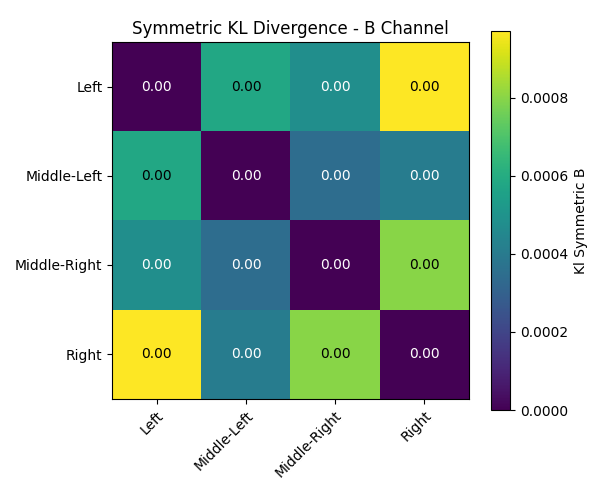 Symmetric KL Divergence - B Channel
Left 0.00 0.00 0.00 0.00
Middle-Left 0.00 0.00 0.00 0.00
Middle-Right 0.00 0.00 0.00 0.00
Right 0.00 0.00 0.00 0.00
Left Middle-Left Middle-Right Right
0.0008
0.0006
0.0004
0.0002
0.0000
Kl Symmetric B